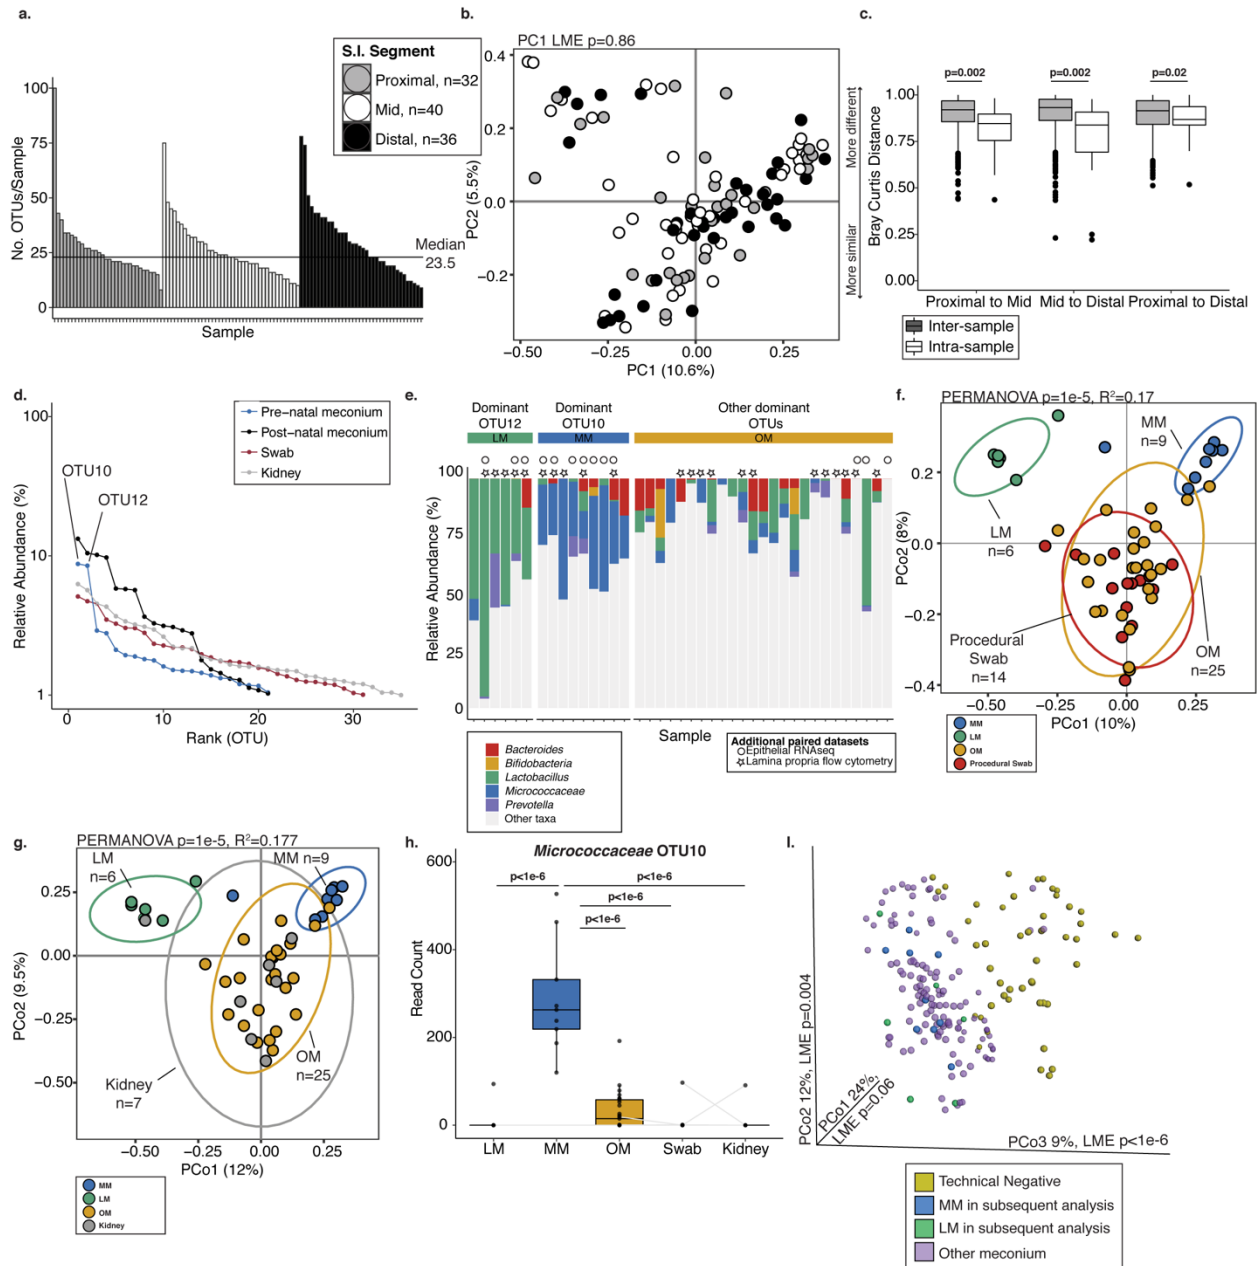 a.
S.I. Segment
Proximal, n=32
Mid, n=40
Distal, n=36
No. OTUs/Sample
100
75
50
25
0
Median
23.5
Sample
b.
PC1 LME p=0.86
PC2 (5.5%)
0.4
0.2
0.0
−0.2
−0.50
−0.25
0.00
0.25
PC1 (10.6%)
c.
More different
More similar
Bray Curtis Distance
p=0.002
p=0.002
p=0.02
1.00
0.75
0.50
0.25
0.00
Proximal to Mid
Mid to Distal
Proximal to Distal
Inter-sample
Intra-sample
d.
Relative Abundance (%)
100
10
1
OTU10
OTU12
Pre-natal meconium
Post-natal meconium
Swab
Kidney
0
10
20
30
Rank (OTU)
e.
Dominant
OTU12
LM
Dominant
OTU10
MM
Other dominant
OTUs
OM
Relative Abundance (%)
100
75
50
25
0
Sample
Bacteroides
Bifidobacteria
Lactobacillus
Micrococcaceae
Prevotella
Other taxa
Additional paired datasets
Epithelial RNAseq
Lamina propria flow cytometry
f.
PERMANOVA p=1e-5, R²=0.17
MM
n=9
LM
n=6
Procedural
Swab
n=14
OM
n=25
PCo2 (8%)
0.2
0.0
−0.2
−0.4
−0.50
−0.25
0.00
0.25
PCo1 (10%)
MM
LM
OM
Procedural Swab
g.
PERMANOVA p=1e-5, R²=0.177
LM
n=6
MM n=9
OM
n=25
Kidney
n=7
PCo2 (9.5%)
0.25
0.00
−0.25
−0.50
−0.50
−0.25
0.00
0.25
PCo1 (12%)
MM
LM
OM
Kidney
h.
Micrococcaceae OTU10
p<1e-6
p<1e-6
p<1e-6
p<1e-6
Read Count
600
400
200
0
LM
MM
OM
Swab
Kidney
I.
PCo2 12%, LME p=0.004
PCo1 24%,
LME p=0.06
PCo3 9%, LME p<1e-6
Technical Negative
MM in subsequent analysis
LM in subsequent analysis
Other meconium